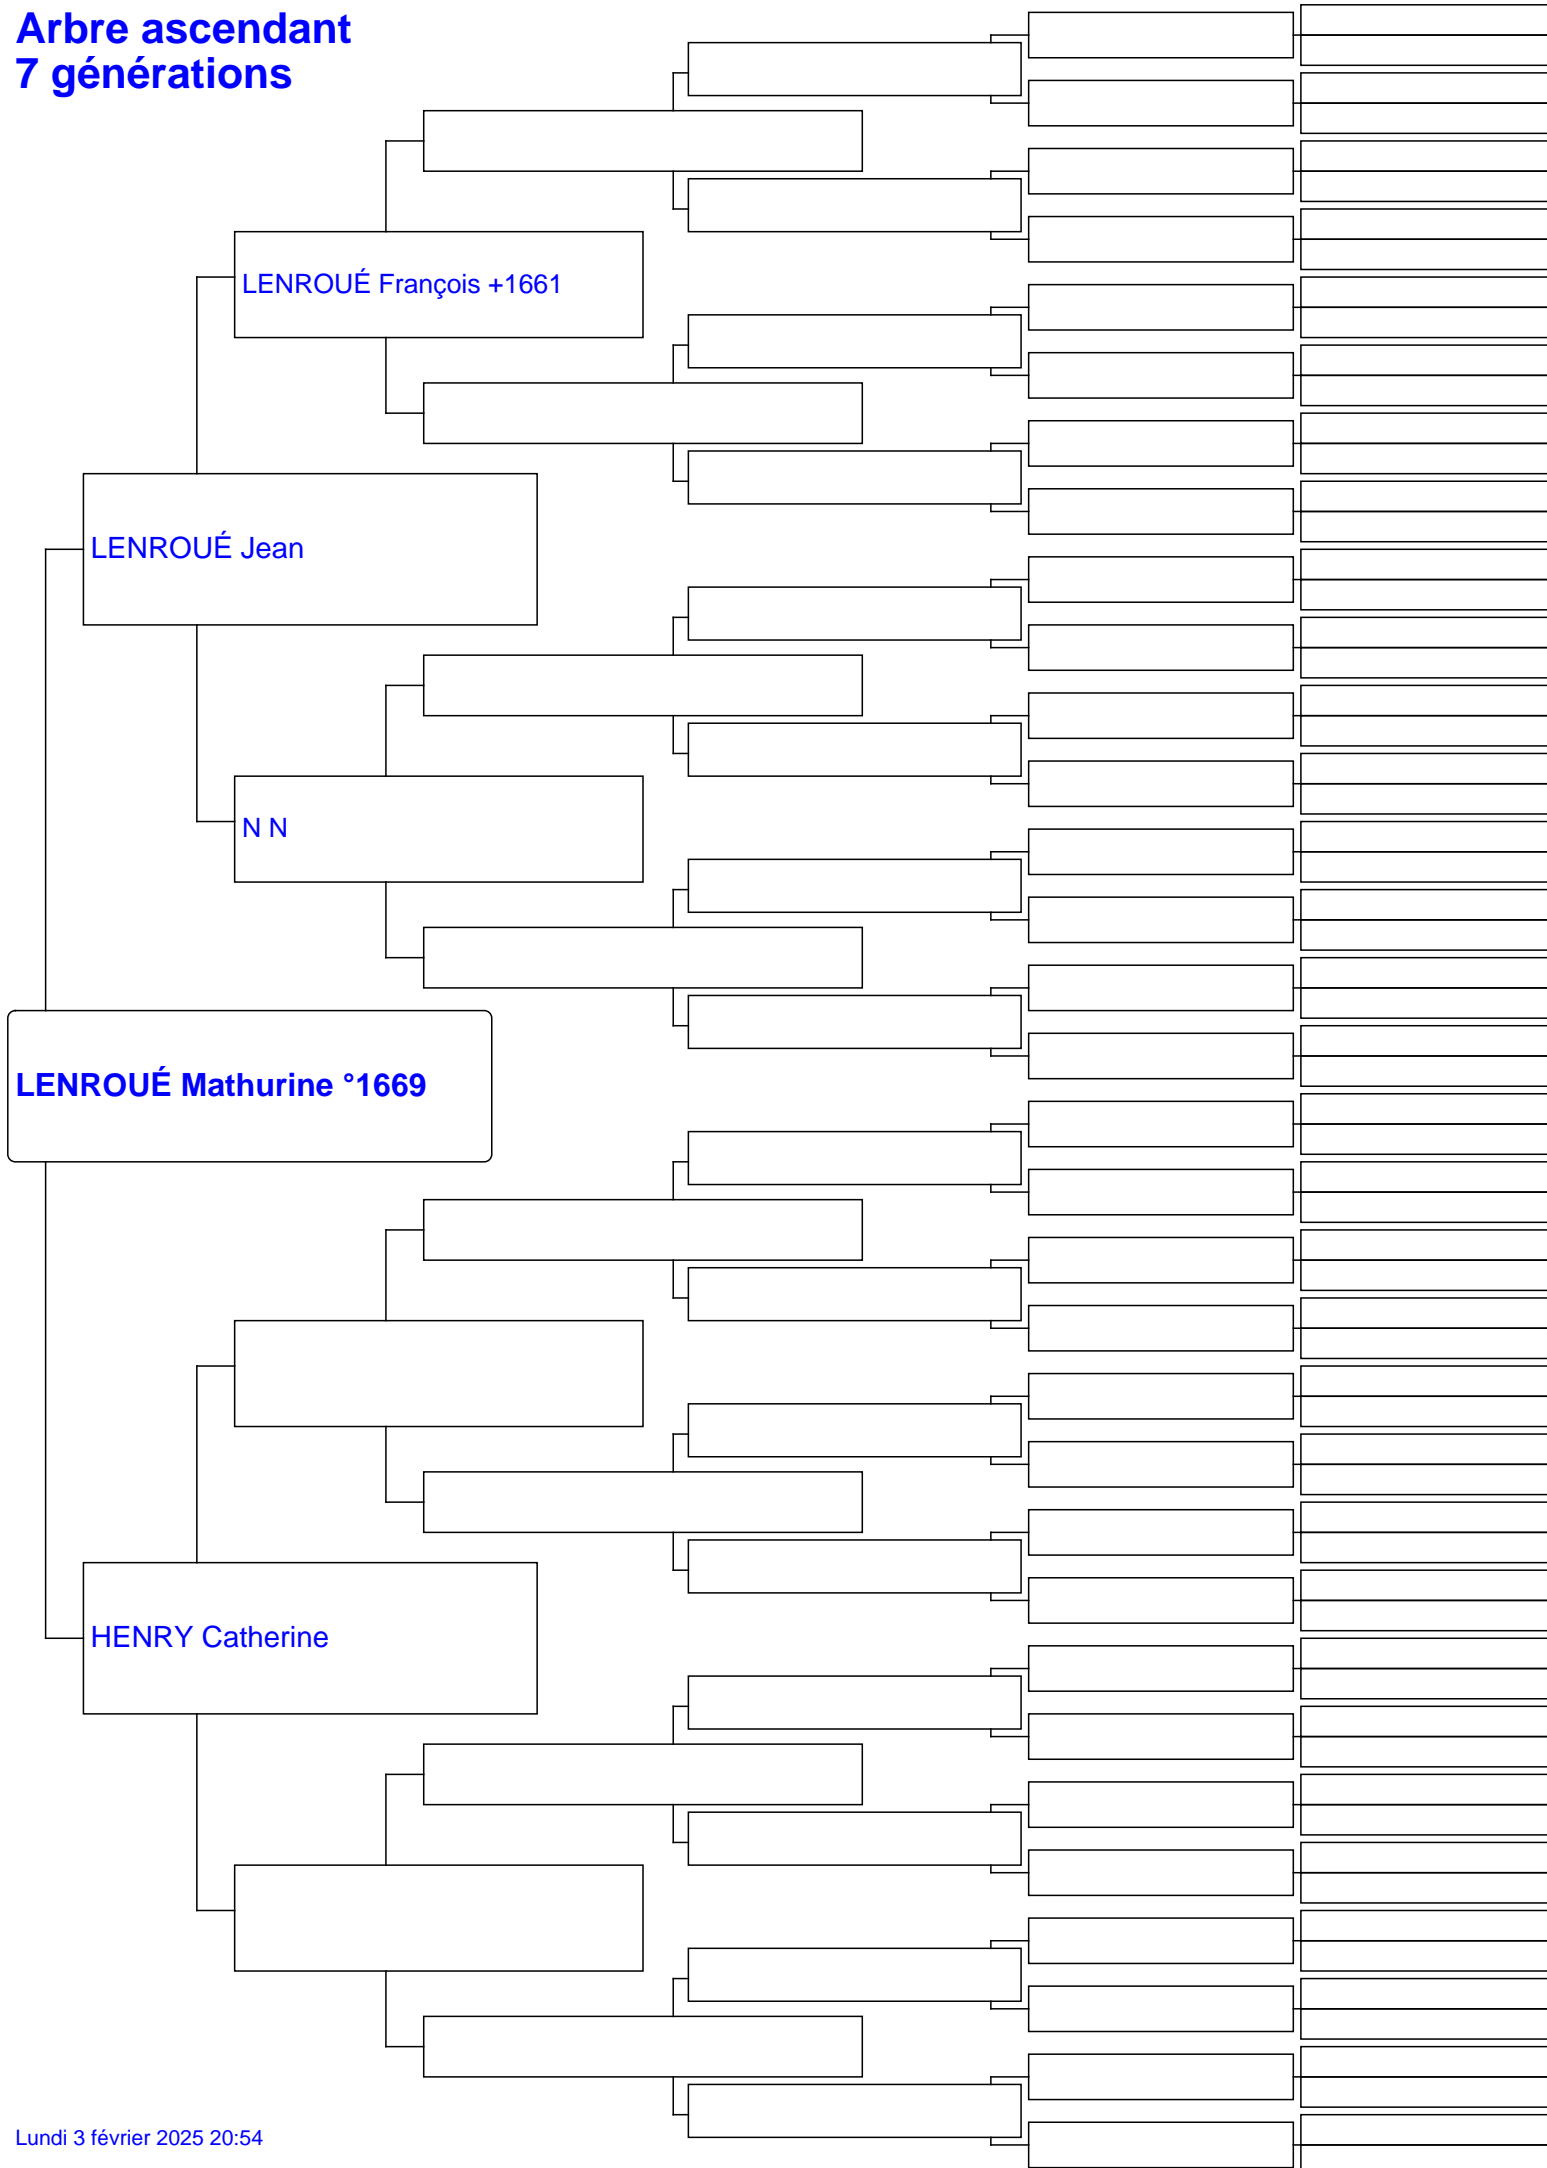 Arbre ascendant
7 générations
LENROUÉ François +1661
LENROUÉ Jean
N N
LENROUÉ Mathurine °1669
HENRY Catherine
Lundi 3 février 2025 20:54